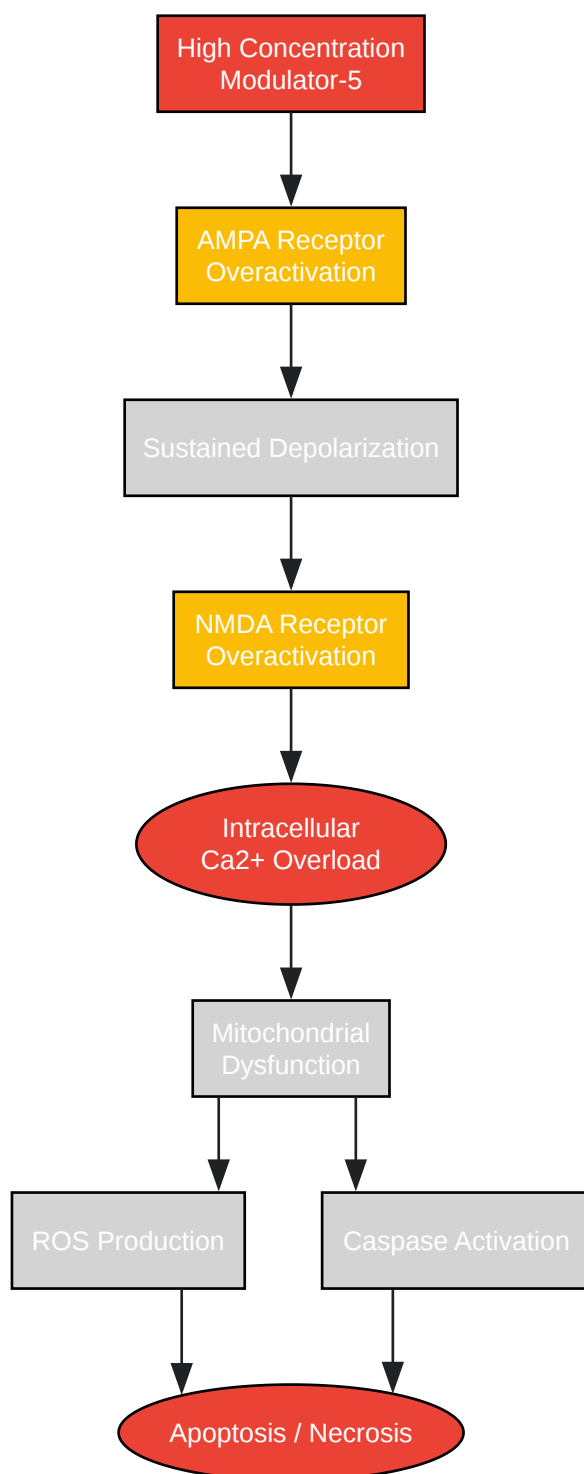 High Concentration
Modulator-5
AMPA Receptor
Overactivation
Sustained Depolarization
NMDA Receptor
Overactivation
Intracellular
Ca2+ Overload
Mitochondrial
Dysfunction
ROS Production
Caspase Activation
Apoptosis / Necrosis